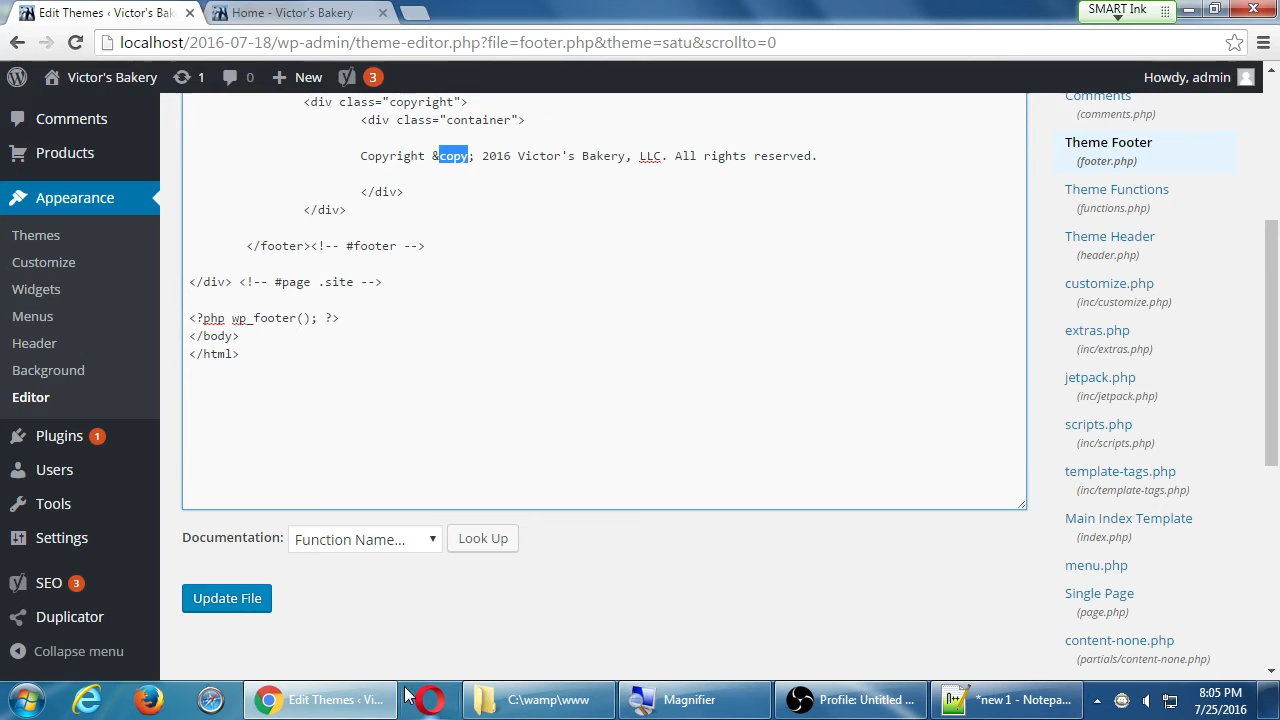 Edit Themes ‹ Victor's Bak
Home - Victor's Bakery
SMART Ink
localhost/2016-07-18/wp-admin/theme-editor.php?file=footer.php&theme=satu&scrollto=0
Victor's Bakery
1
0
New
3
Howdy, admin
Comments
Products
Appearance
Themes
Customize
Widgets
Menus
Header
Background
Editor
Plugins 1
Users
Tools
Settings
SEO 3
Duplicator
Collapse menu
<div class="copyright">
<div class="container">
Copyright &copy; 2016 Victor's Bakery, LLC. All rights reserved.
</div>
</div>
</footer><!-- #footer -->
</div> <!-- #page .site -->
<?php wp_footer(); ?>
</body>
</html>
Documentation:
Function Name...
Look Up
Update File
Comments
(comments.php)
Theme Footer
(footer.php)
Theme Functions
(functions.php)
Theme Header
(header.php)
customize.php
(inc/customize.php)
extras.php
(inc/extras.php)
jetpack.php
(inc/jetpack.php)
scripts.php
(inc/scripts.php)
template-tags.php
(inc/template-tags.php)
Main Index Template
(index.php)
menu.php
Single Page
(page.php)
content-none.php
(partials/content-none.php)
Edit Themes ‹ Vi...
C:\wamp\www
Magnifier
Profile: Untitled ...
*new 1 - Notepa...
8:05 PM
7/25/2016